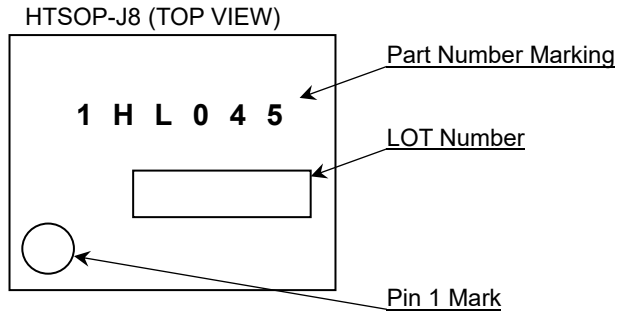 HTSOP-J8 (TOP VIEW)
Part Number Marking
1 H L 0 4 5
LOT Number
Pin 1 Mark